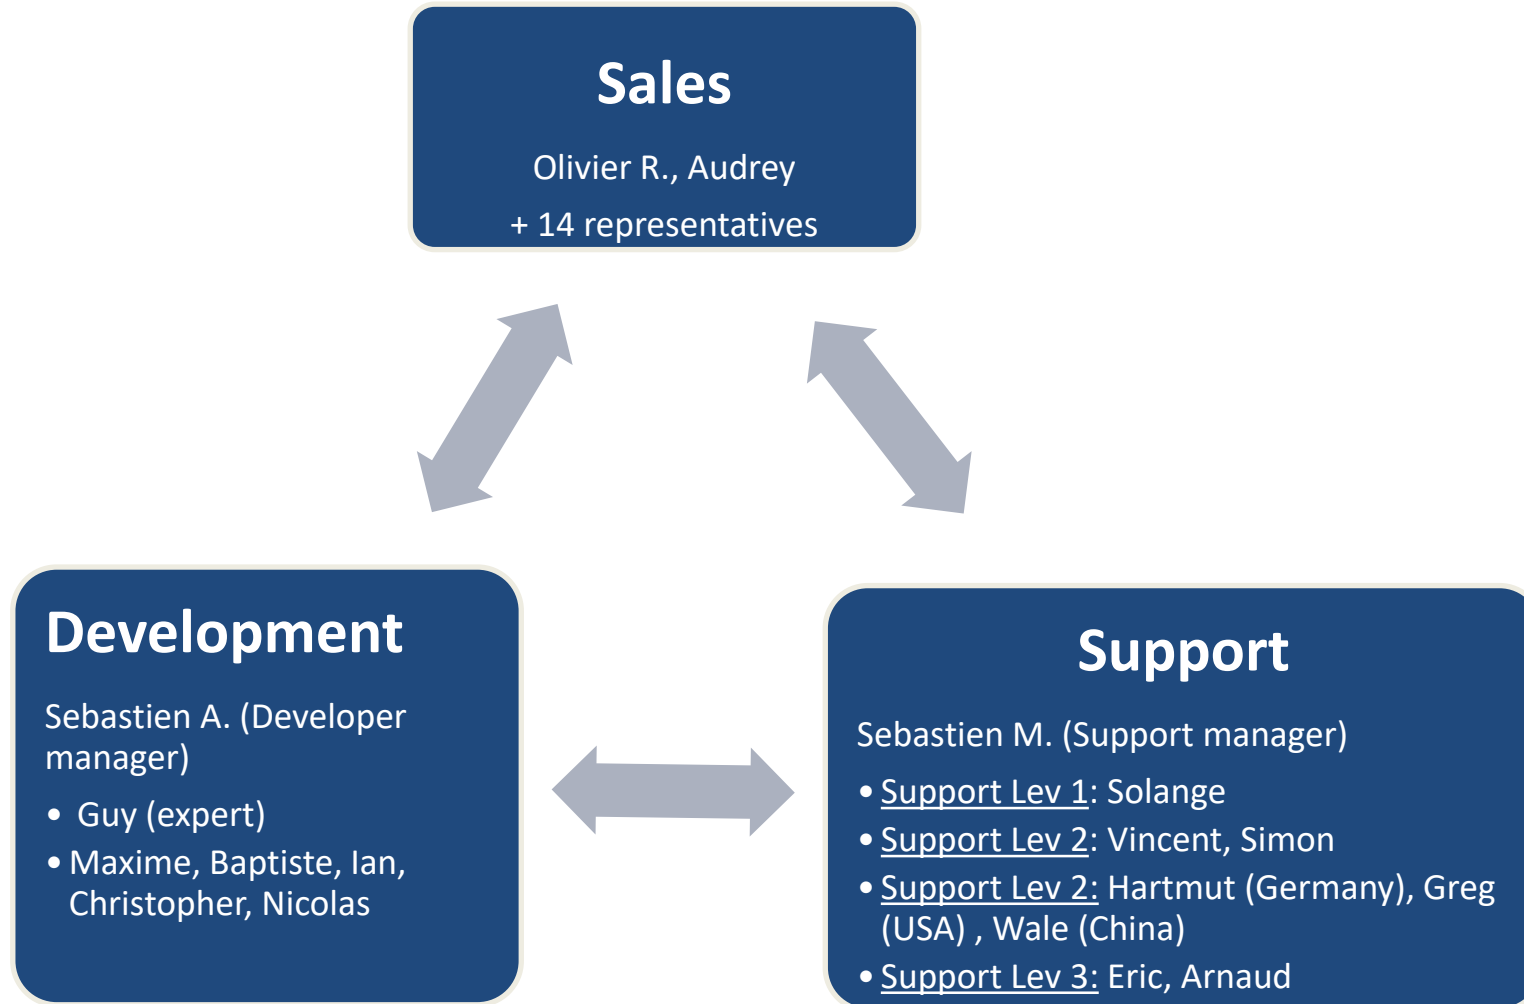 Sales
Olivier R., Audrey
+ 14 representatives
Development
Sebastien A. (Developer
manager)
• Guy (expert)
• Maxime, Baptiste, Ian,
Christopher, Nicolas
Support
Sebastien M. (Support manager)
• Support Lev 1: Solange
• Support Lev 2: Vincent, Simon
• Support Lev 2: Hartmut (Germany), Greg
(USA) , Wale (China)
• Support Lev 3: Eric, Arnaud